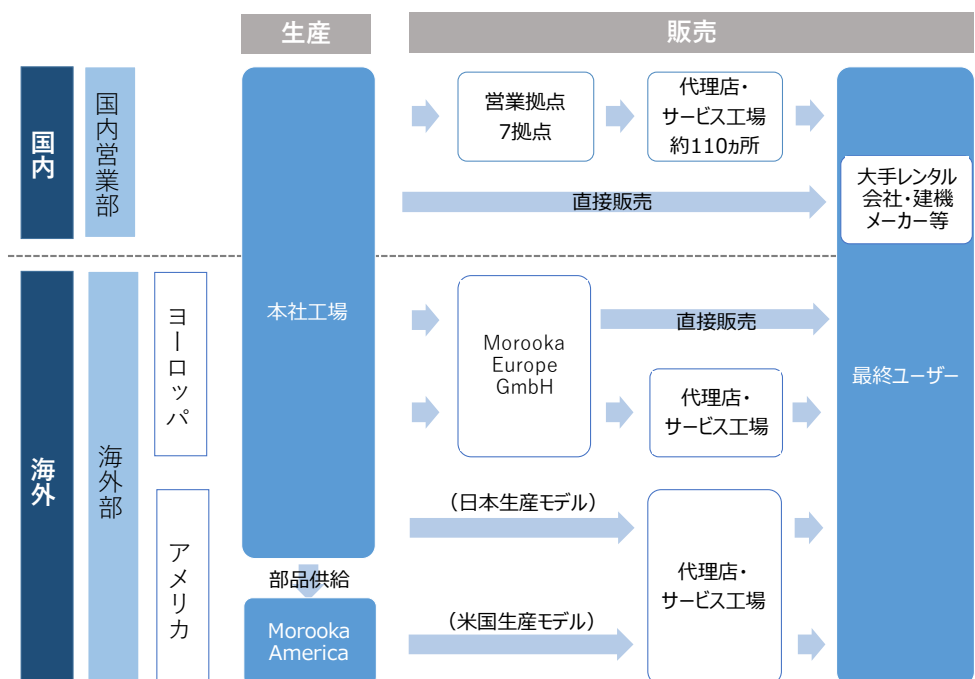 生産
販売
国内
国内営業部
営業拠点
7拠点
代理店・
サービス工場
約110ヵ所
直接販売
大手レンタル
会社・建機
メーカー等
海外
海外部
ヨーロッパ
本社工場
Morooka
Europe
GmbH
直接販売
代理店・
サービス工場
最終ユーザー
アメリカ
(日本生産モデル)
代理店・
サービス工場
部品供給
Morooka
America
(米国生産モデル)